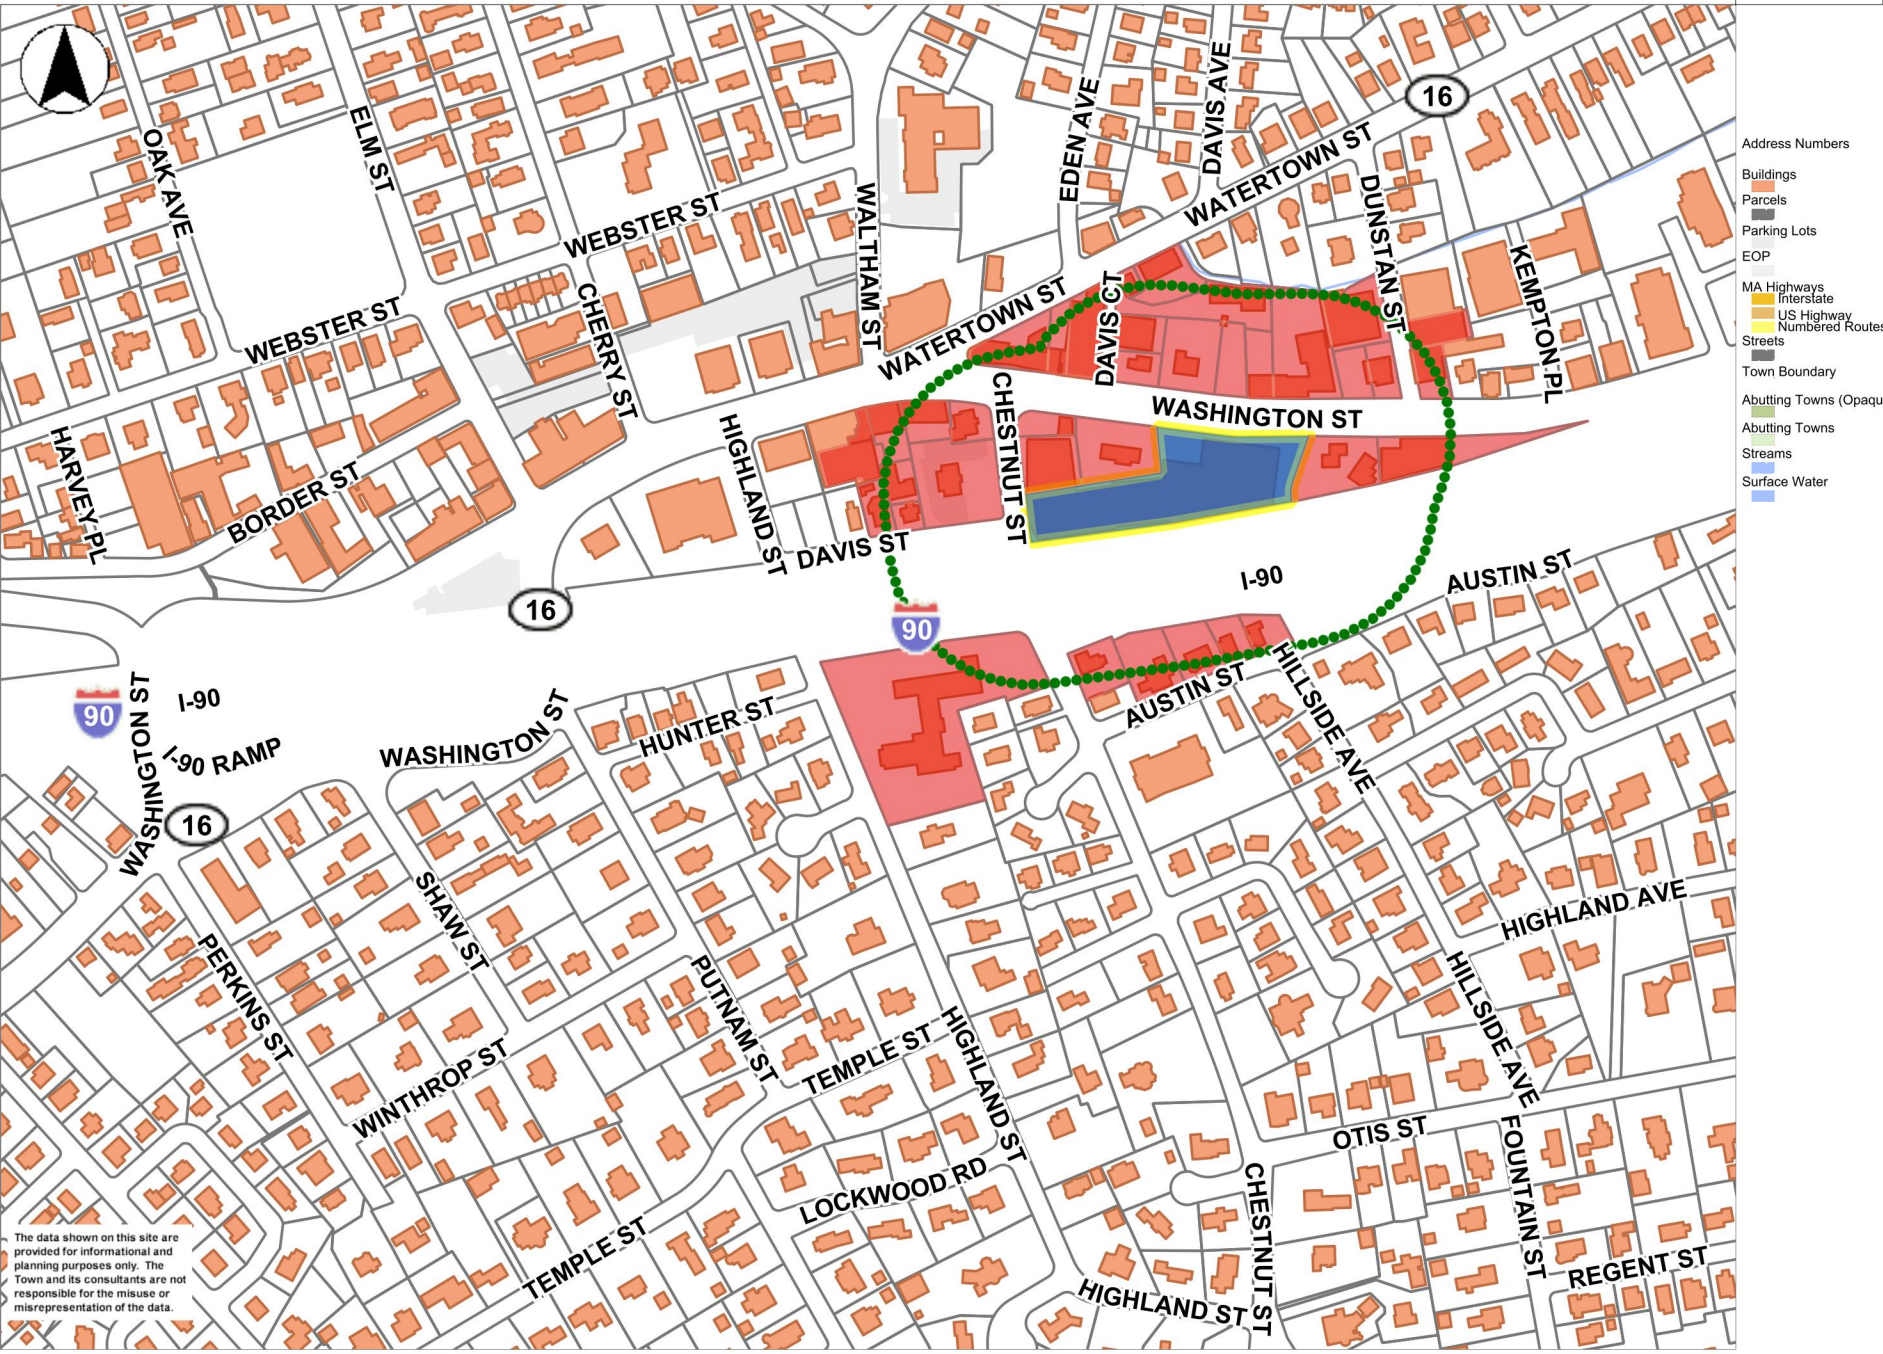 OAK AVE
ELM ST
EDEN AVE
DAVIS AVE
16
WATERTOWN ST
DUNSTAN ST
WEBSTER ST
WALTHAM ST
KEMPTON PL
CHERRY ST
WEBSTER ST
WATERTOWN ST
DAVIS CT
CHESTNUT ST
WASHINGTON ST
HARVEY PL
BORDER ST
HIGHLAND ST
DAVIS ST
I-90
AUSTIN ST
16
90
WASHINGTON ST
90
I-90
I-90 RAMP
WASHINGTON ST
HUNTER ST
AUSTIN ST
HILLSIDE AVE
16
SHAW ST
PERKINS ST
PUTNAM ST
HIGHLAND AVE
HILLSIDE AVE
WINTHROP ST
TEMPLE ST
HIGHLAND ST
OTIS ST
FOUNTAIN ST
LOCKWOOD RD
CHESTNUT ST
TEMPLE ST
HIGHLAND ST
REGENT ST
The data shown on this site are
provided for informational and
planning purposes only. The
Town and its consultants are not
responsible for the misuse or
misrepresentation of the data.
Address Numbers
Buildings
Parcels
Parking Lots
EOP
MA Highways
Interstate
US Highway
Numbered Routes
Streets
Town Boundary
Abutting Towns (Opaqu
Abutting Towns
Streams
Surface Water